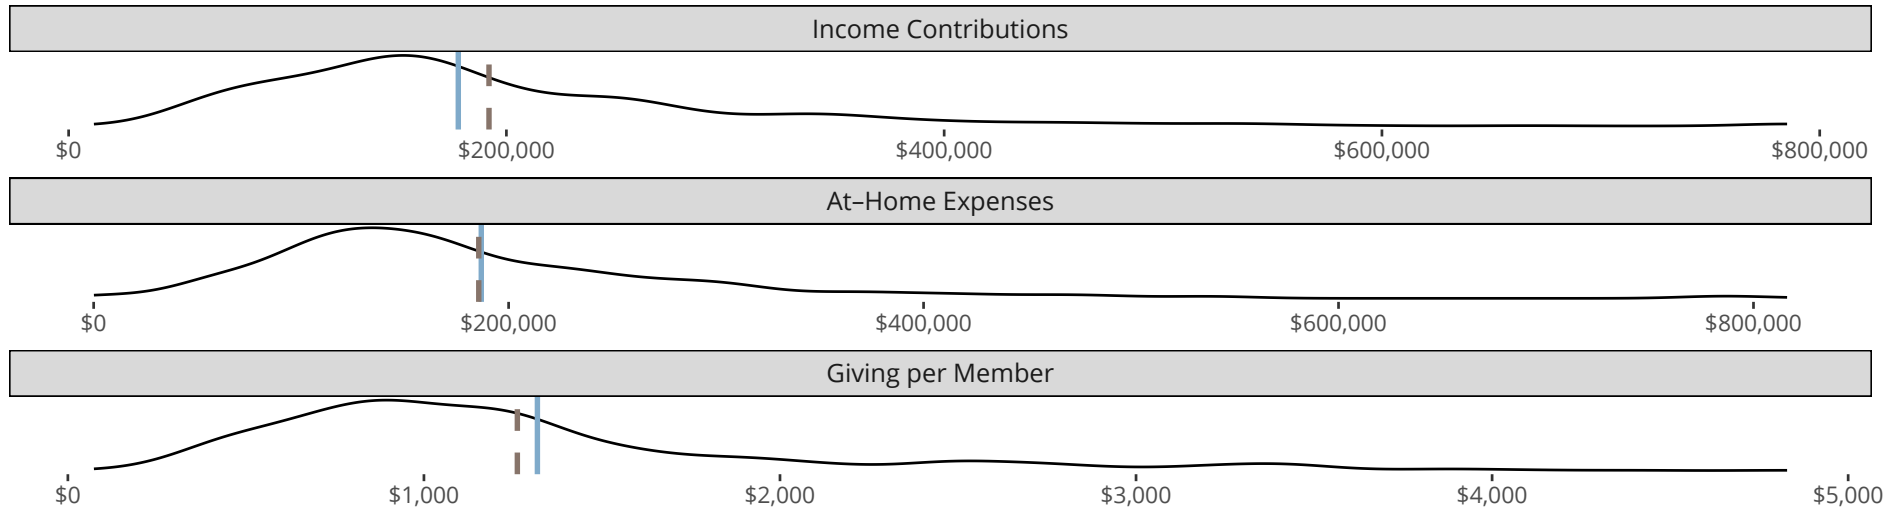 Income Contributions
$0 $200,000 $400,000 $600,000 $800,000
At–Home Expenses
$0 $200,000 $400,000 $600,000 $800,000
Giving per Member
$0 $1,000 $2,000 $3,000 $4,000 $5,000